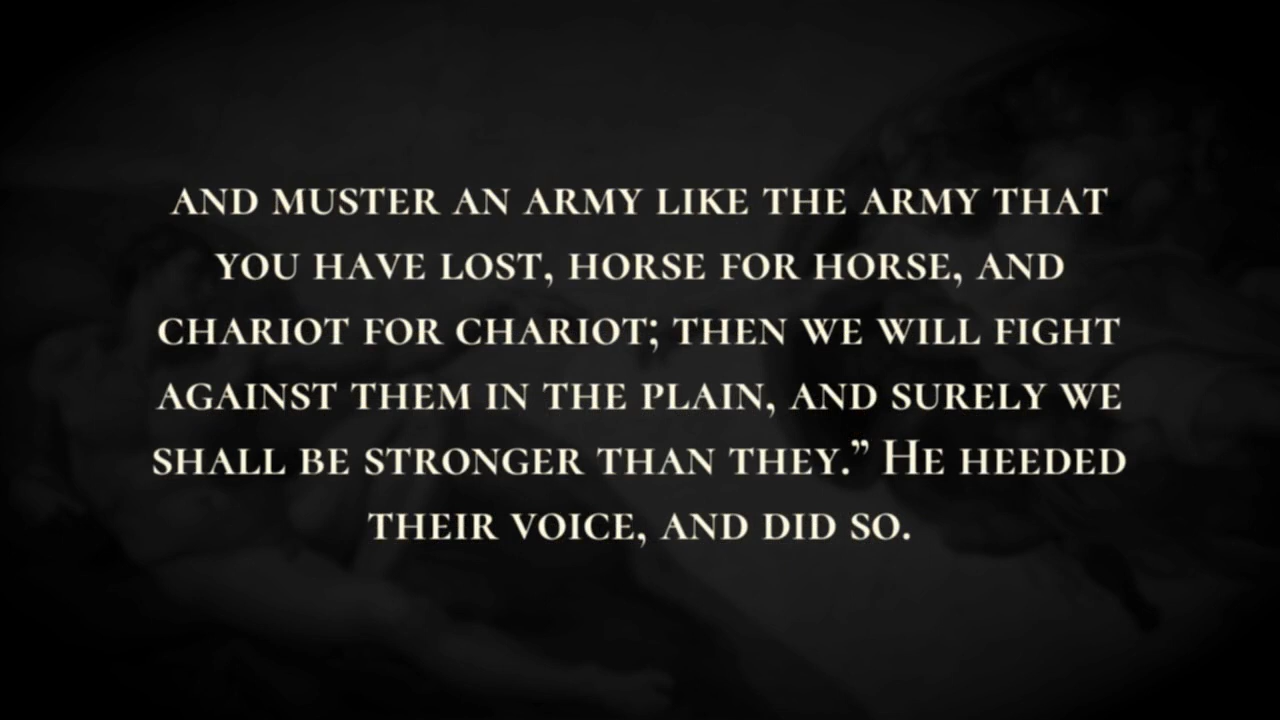 and muster an army like the army that
you have lost, horse for horse, and
chariot for chariot; then we will fight
against them in the plain, and surely we
shall be stronger than they.” He heeded
their voice, and did so.